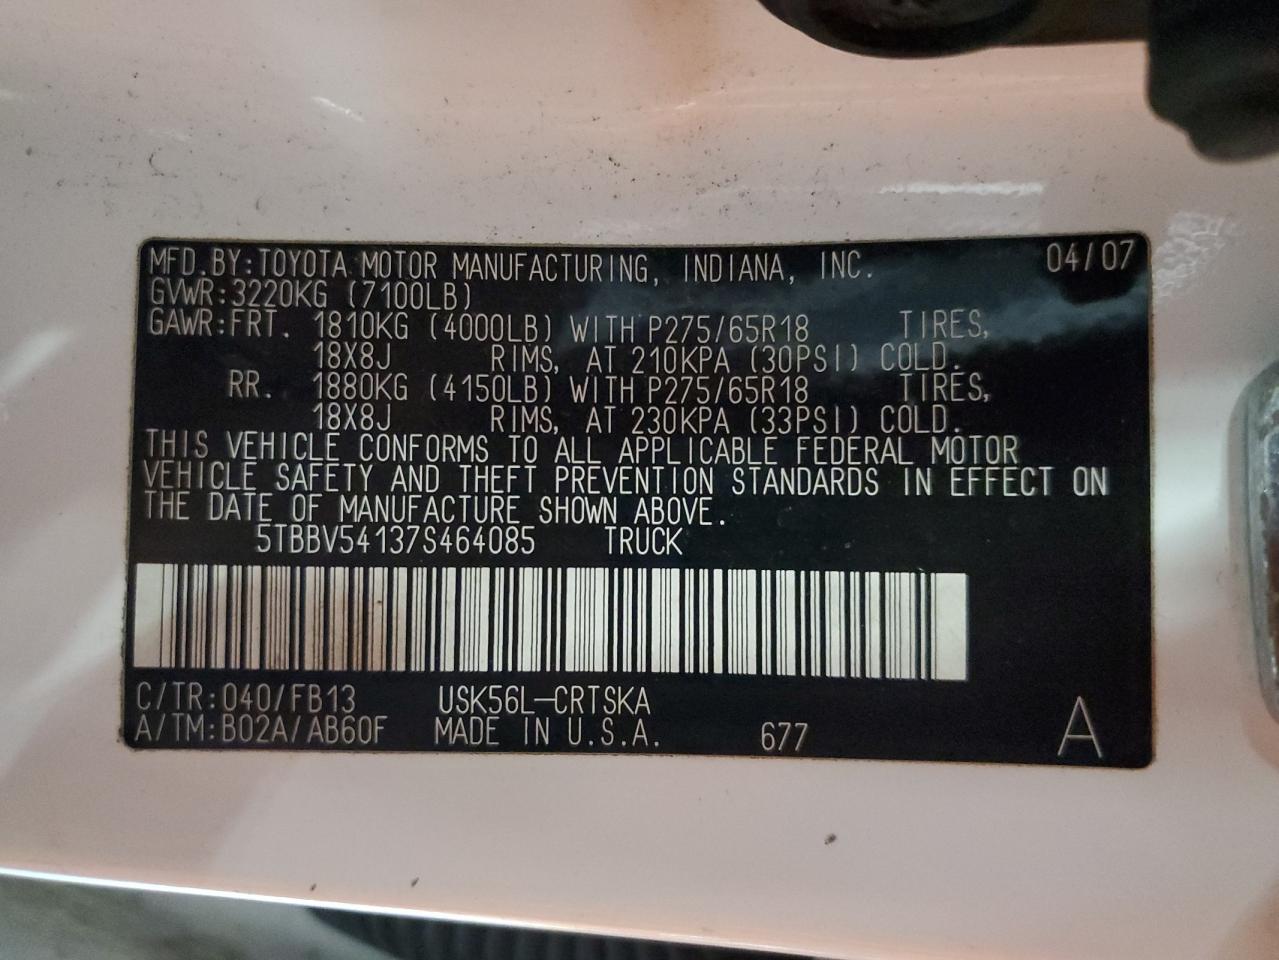 MFD.BY:TOYOTA MOTOR MANUFACTURING, INDIANA, INC. 04/07
GVWR:3220KG (7100LB)
GAWR:FRT. 1810KG (4000LB) WITH P275/65R18 TIRES,
18X8J RIMS, AT 210KPA (30PSI) COLD.
RR. 1880KG (4150LB) WITH P275/65R18 TIRES,
18X8J RIMS, AT 230KPA (33PSI) COLD.
THIS VEHICLE CONFORMS TO ALL APPLICABLE FEDERAL MOTOR
VEHICLE SAFETY AND THEFT PREVENTION STANDARDS IN EFFECT ON
THE DATE OF MANUFACTURE SHOWN ABOVE.
5TBBV54137S464085 TRUCK
C/TR:040/FB13 USK56L-CRTSKA
A/TM:B02A/AB60F MADE IN U.S.A. 677 A